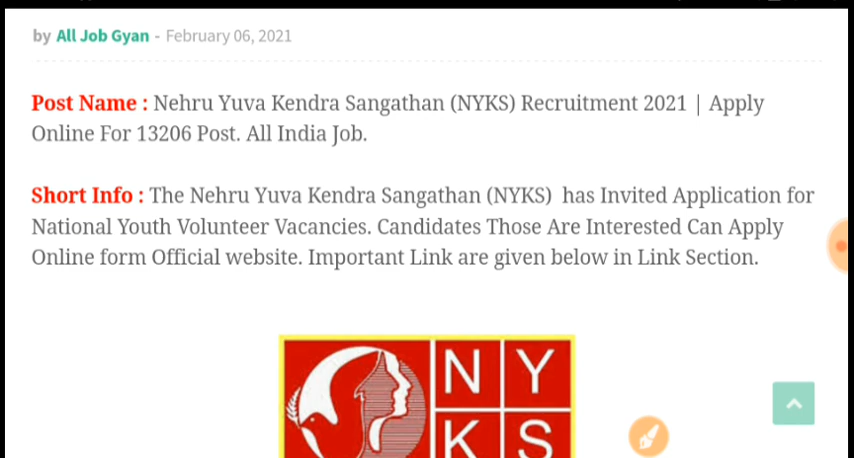 by All Job Gyan - February 06, 2021
Post Name : Nehru Yuva Kendra Sangathan (NYKS) Recruitment 2021 | Apply
Online For 13206 Post. All India Job.
Short Info : The Nehru Yuva Kendra Sangathan (NYKS)  has Invited Application for
National Youth Volunteer Vacancies. Candidates Those Are Interested Can Apply
Online form Official website. Important Link are given below in Link Section.
N Y
K S